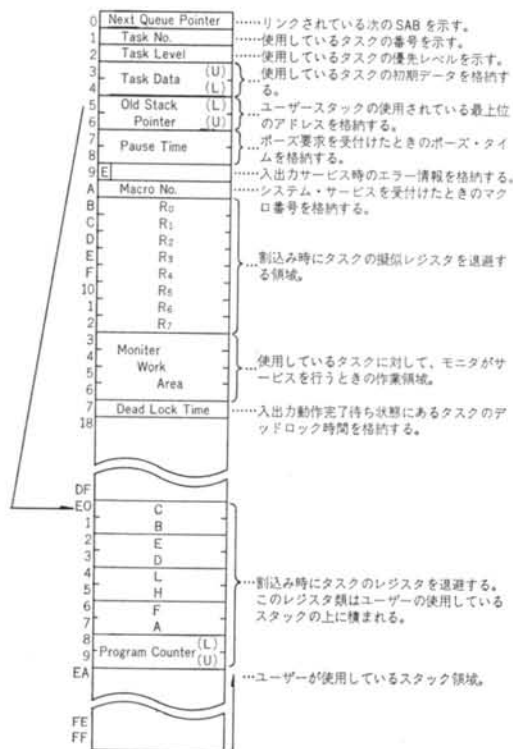 0 Next Queue Pointer ……リンクされている次のSABを示す。
1 Task No. ……使用しているタスクの番号を示す。
2 Task Level ……使用しているタスクの優先レベルを示す。
3 Task Data (U) …使用しているタスクの初期データを格納す
4 (L) る。
5 Old Stack (L) …ユーザースタックの使用されている最上位
6 Pointer (U) のアドレスを格納する。
7 Pause Time …ポーズ要求を受付けたときのポーズ・タイ
8 ムを格納する。
9 E ……入出力サービス時のエラー情報を格納する。
A Macro No. ……システム・サービスを受付けたときのマク
ロ番号を格納する。
B R0
C R1
D R2
E R3 …割込み時にタスクの擬似レジスタを退避す
F R4 る領域。
10 R5
1 R6
2 R7
3 Moniter
4 Work …使用しているタスクに対して、モニタがサ
5 Area ービスを行うときの作業領域。
6
7 Dead Lock Time ……入出力動作完了待ち状態にあるタスクのデ
18 ッドロック時間を格納する。
DF
E0 C
1 B
2 E
3 D
4 L …割込み時にタスクのレジスタを退避する。
5 H このレジスタ類はユーザーの使用している
6 F スタックの上に積まれる。
7 A
8 Program Counter (L)
9 (U)
EA …ユーザーが使用しているスタック領域。
FE
FF